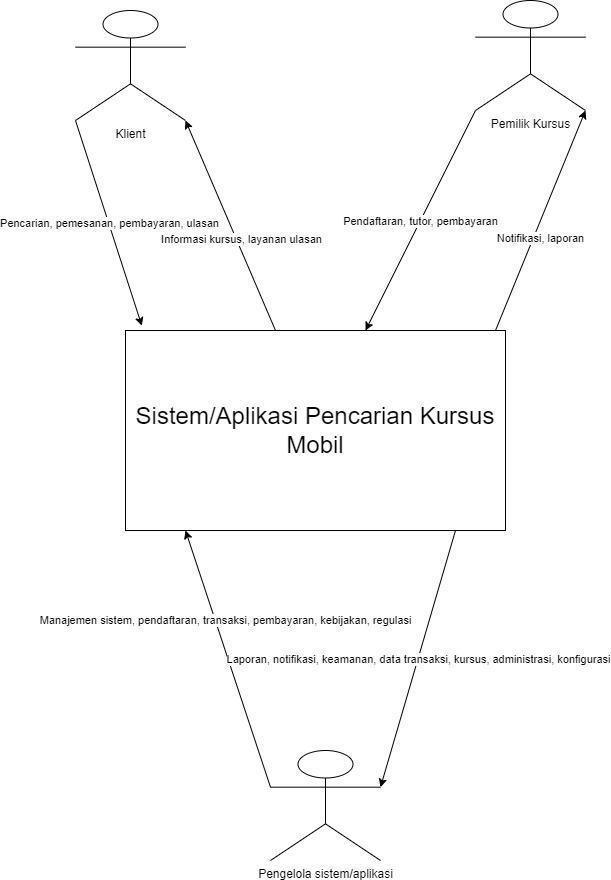 Klient
Pemilik Kursus
Pencarian, pemesanan, pembayaran, ulasan
Informasi kursus, layanan ulasan
Pendaftaran, tutor, pembayaran
Notifikasi, laporan
Sistem/Aplikasi Pencarian Kursus
Mobil
Manajemen sistem, pendaftaran, transaksi, pembayaran, kebijakan, regulasi
Laporan, notifikasi, keamanan, data transaksi, kursus, administrasi, konfigurasi
Pengelola sistem/aplikasi